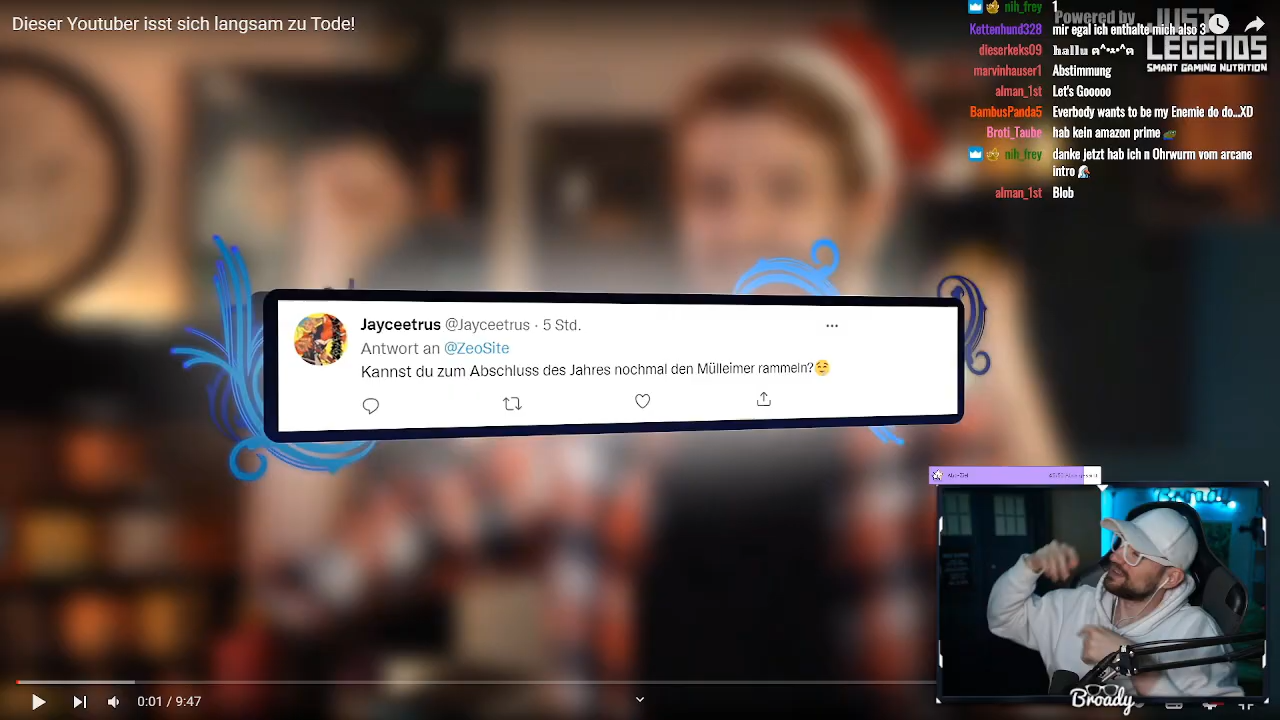 Dieser Youtuber isst sich langsam zu Tode!
nih_frey 1
Powered by
JUST
LEGENDS
SMART GAMING NUTRITION
Kettenhund328 mir egal ich enthalte mich also 3
dieserkeks09 hallu ฅ^•ﻌ•^ฅ
marvinhauser1 Abstimmung
alman_1st Let's Gooooo
BambusPanda5 Everbody wants to be my Enemie do do...XD
Broti_Taube hab kein amazon prime
nih_frey danke jetzt hab ich n Ohrwurm vom arcane
intro
alman_1st Blob
Jayceetrus @Jayceetrus · 5 Std.
Antwort an @ZeoSite
Kannst du zum Abschluss des Jahres nochmal den Mülleimer rammeln?😌
Broady
Broady
0:01 / 9:47